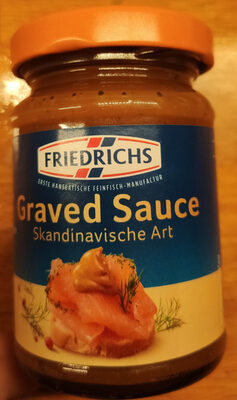 FRIEDRICHS
ERSTE HANSEATISCHE FEINFISCH-MANUFACTUR
Graved Sauce
Skandinavische Art